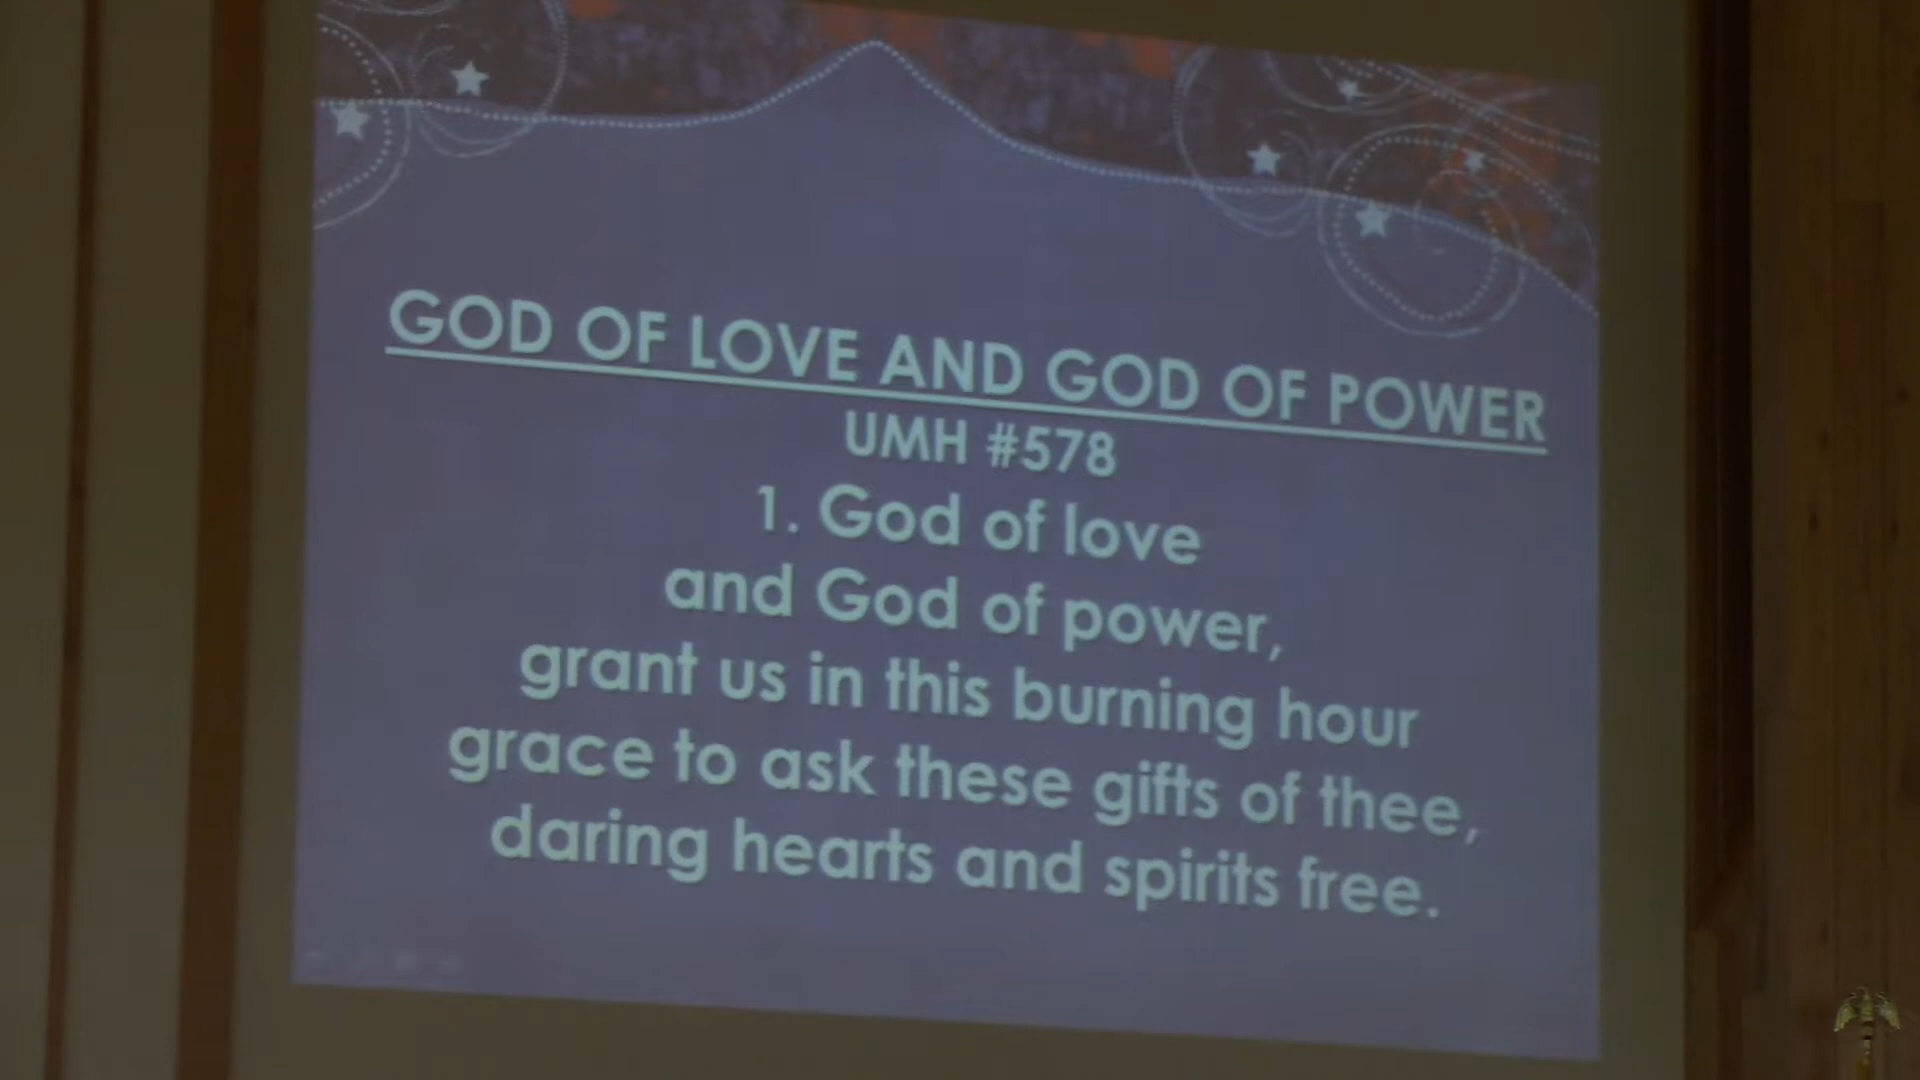 GOD OF LOVE AND GOD OF POWER
UMH #578
1. God of love
and God of power,
grant us in this burning hour
grace to ask these gifts of thee,
daring hearts and spirits free.